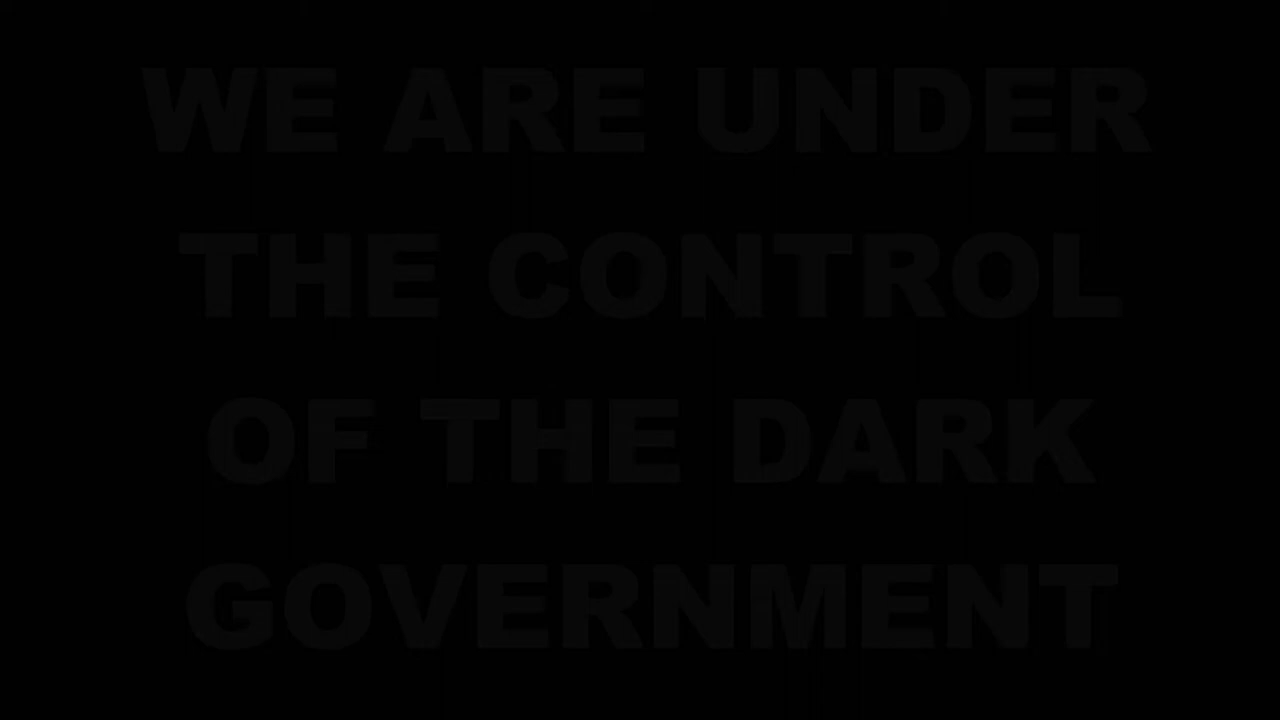 WE ARE UNDER
THE CONTROL
OF THE DARK
GOVERNMENT